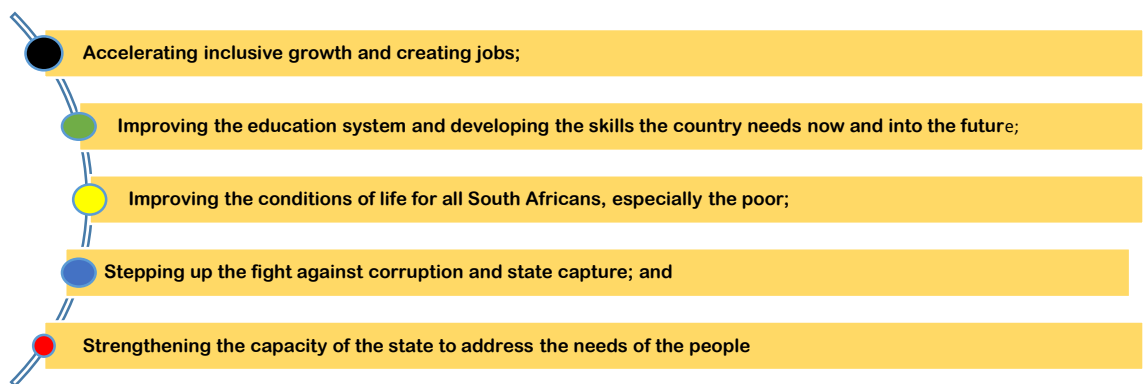 Accelerating inclusive growth and creating jobs;
Improving the education system and developing the skills the country needs now and into the future;
Improving the conditions of life for all South Africans, especially the poor;
Stepping up the fight against corruption and state capture; and
Strengthening the capacity of the state to address the needs of the people